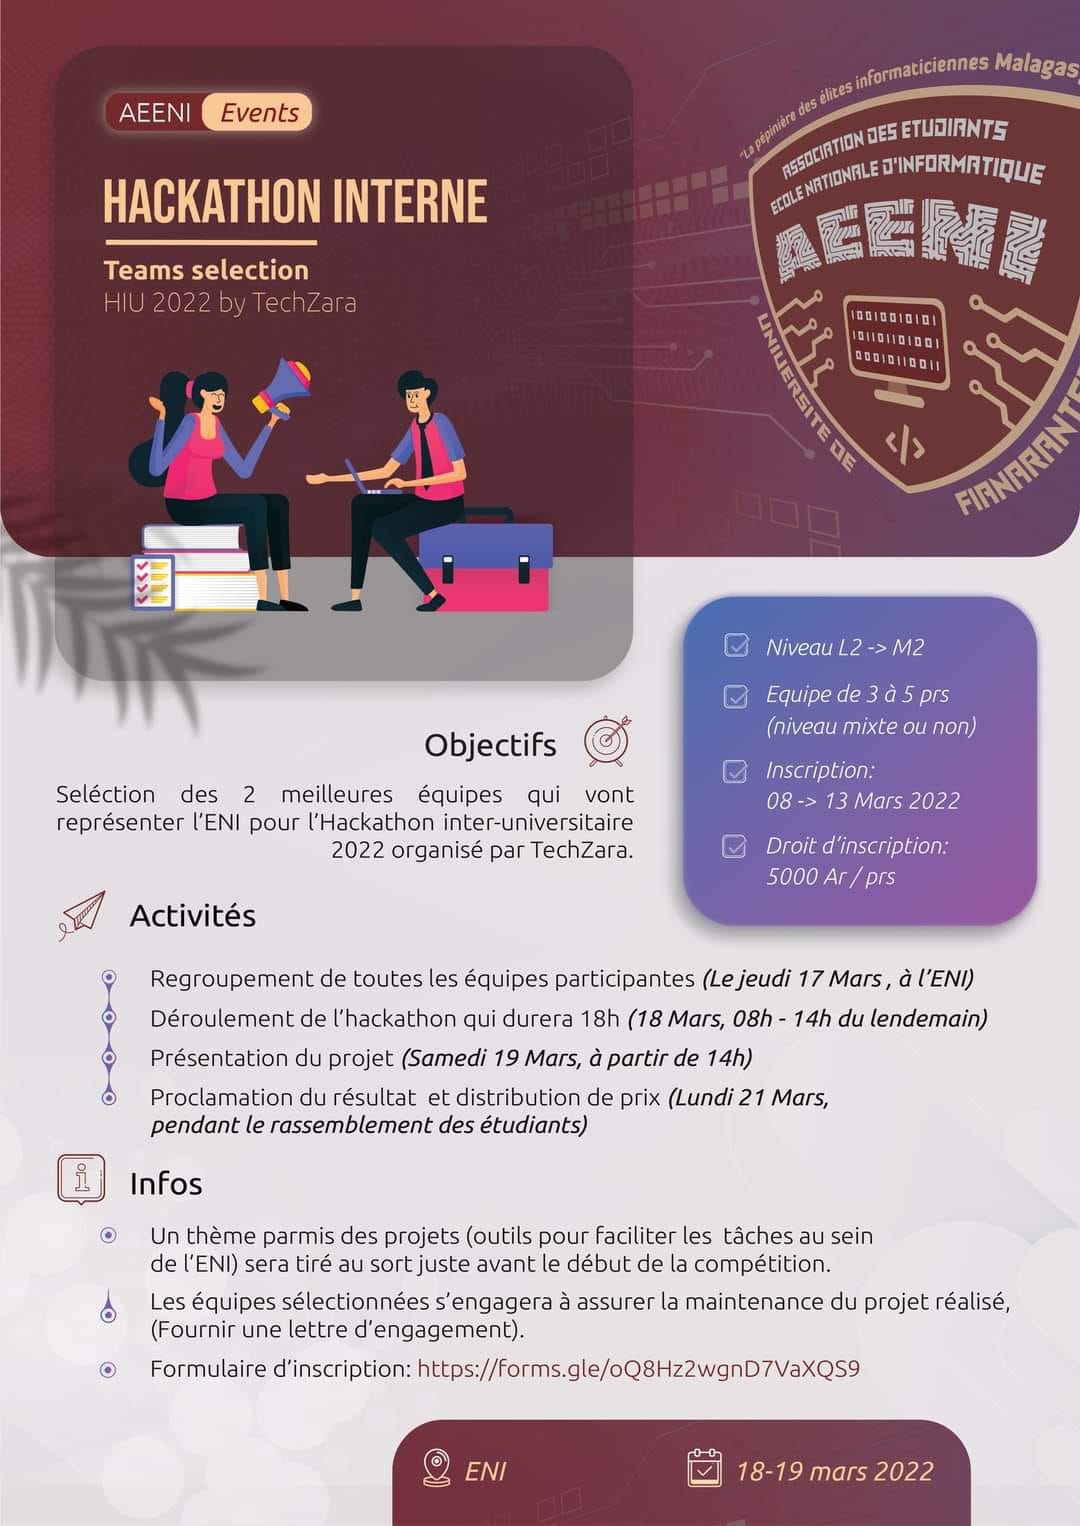 AEENI Events
HACKATHON INTERNE
Teams selection
HIU 2022 by TechZara
"La pépinière des élites informaticiennes Malagas
ASSOCIATION DES ETUDIANTS
ECOLE NATIONALE D'INFORMATIQUE
AEENI
1001010101
10110101001
00010110011
</>
UNIVERSITE DE
FIANARANTS
Niveau L2 -> M2
Equipe de 3 à 5 prs
(niveau mixte ou non)
Inscription:
08 -> 13 Mars 2022
Droit d'inscription:
5000 Ar / prs
Objectifs
Seléction des 2 meilleures équipes qui vont
représenter l'ENI pour l'Hackathon inter-universitaire
2022 organisé par TechZara.
Activités
Regroupement de toutes les équipes participantes (Le jeudi 17 Mars , à l'ENI)
Déroulement de l'hackathon qui durera 18h (18 Mars, 08h - 14h du lendemain)
Présentation du projet (Samedi 19 Mars, à partir de 14h)
Proclamation du résultat et distribution de prix (Lundi 21 Mars,
pendant le rassemblement des étudiants)
Infos
Un thème parmis des projets (outils pour faciliter les tâches au sein
de l'ENI) sera tiré au sort juste avant le début de la compétition.
Les équipes sélectionnées s'engagera à assurer la maintenance du projet réalisé,
(Fournir une lettre d'engagement).
Formulaire d'inscription: https://forms.gle/oQ8Hz2wgnD7VaXQS9
ENI
18-19 mars 2022